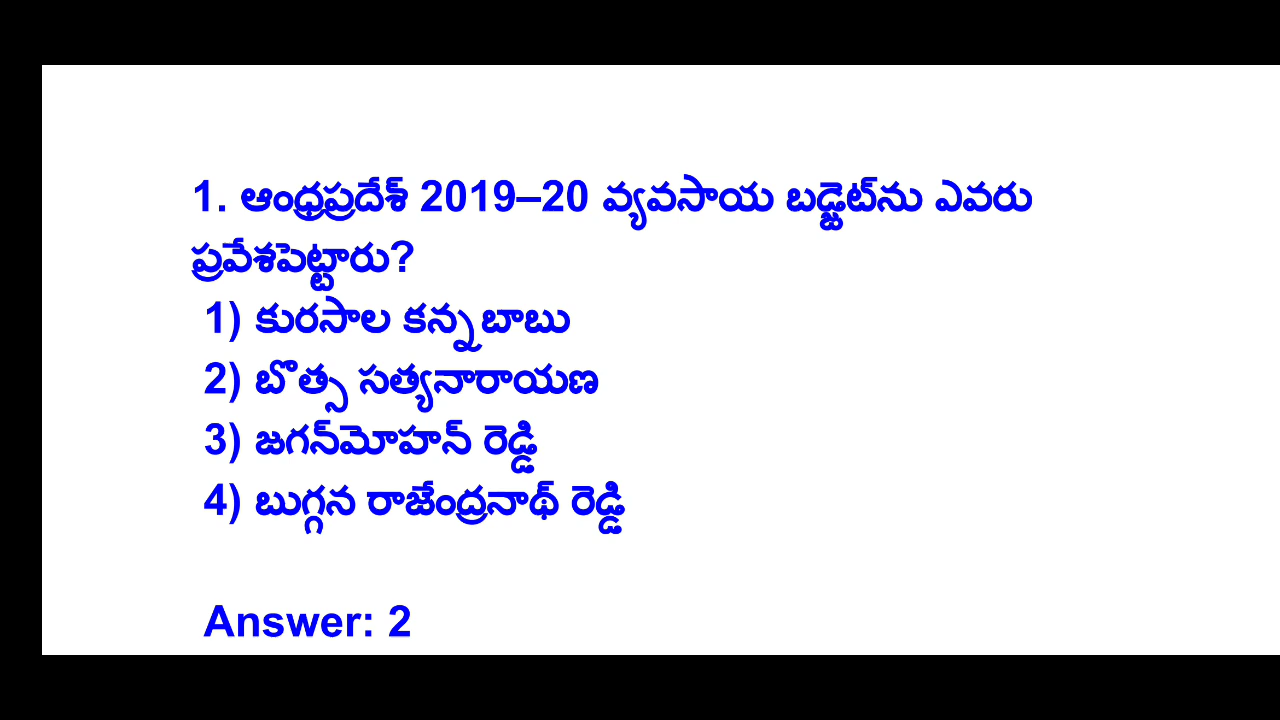 1. ఆంధ్రప్రదేశ్ 2019–20 వ్యవసాయ బడ్జెట్‌ను ఎవరు
ప్రవేశపెట్టారు?
1) కురసాల కన్నబాబు
2) బొత్స సత్యనారాయణ
3) జగన్‌మోహన్ రెడ్డి
4) బుగ్గన రాజేంద్రనాథ్ రెడ్డి
Answer: 2